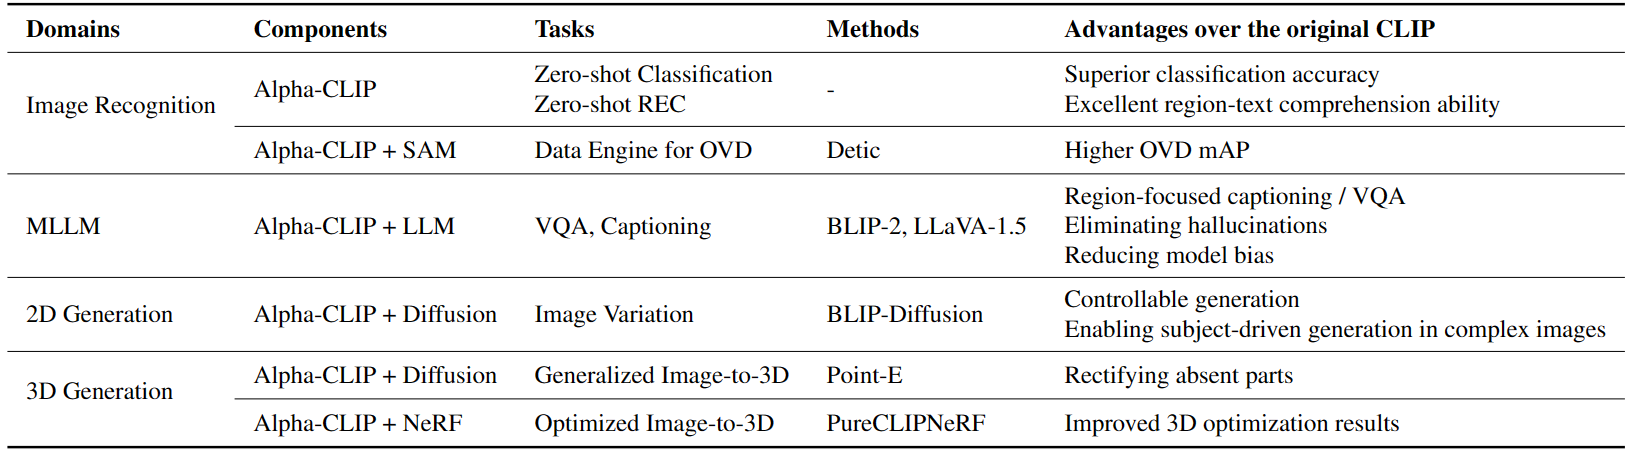 Domains Components Tasks Methods Advantages over the original CLIP
Image Recognition Alpha-CLIP Zero-shot Classification - Superior classification accuracy
Zero-shot REC Excellent region-text comprehension ability
Alpha-CLIP + SAM Data Engine for OVD Detic Higher OVD mAP
MLLM Alpha-CLIP + LLM VQA, Captioning BLIP-2, LLaVA-1.5 Region-focused captioning / VQA
Eliminating hallucinations
Reducing model bias
2D Generation Alpha-CLIP + Diffusion Image Variation BLIP-Diffusion Controllable generation
Enabling subject-driven generation in complex images
3D Generation Alpha-CLIP + Diffusion Generalized Image-to-3D Point-E Rectifying absent parts
Alpha-CLIP + NeRF Optimized Image-to-3D PureCLIPNeRF Improved 3D optimization results